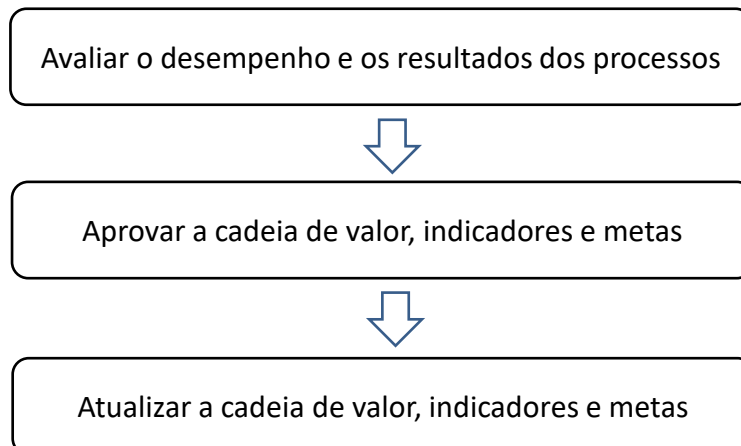 Avaliar o desempenho e os resultados dos processos
Aprovar a cadeia de valor, indicadores e metas
Atualizar a cadeia de valor, indicadores e metas